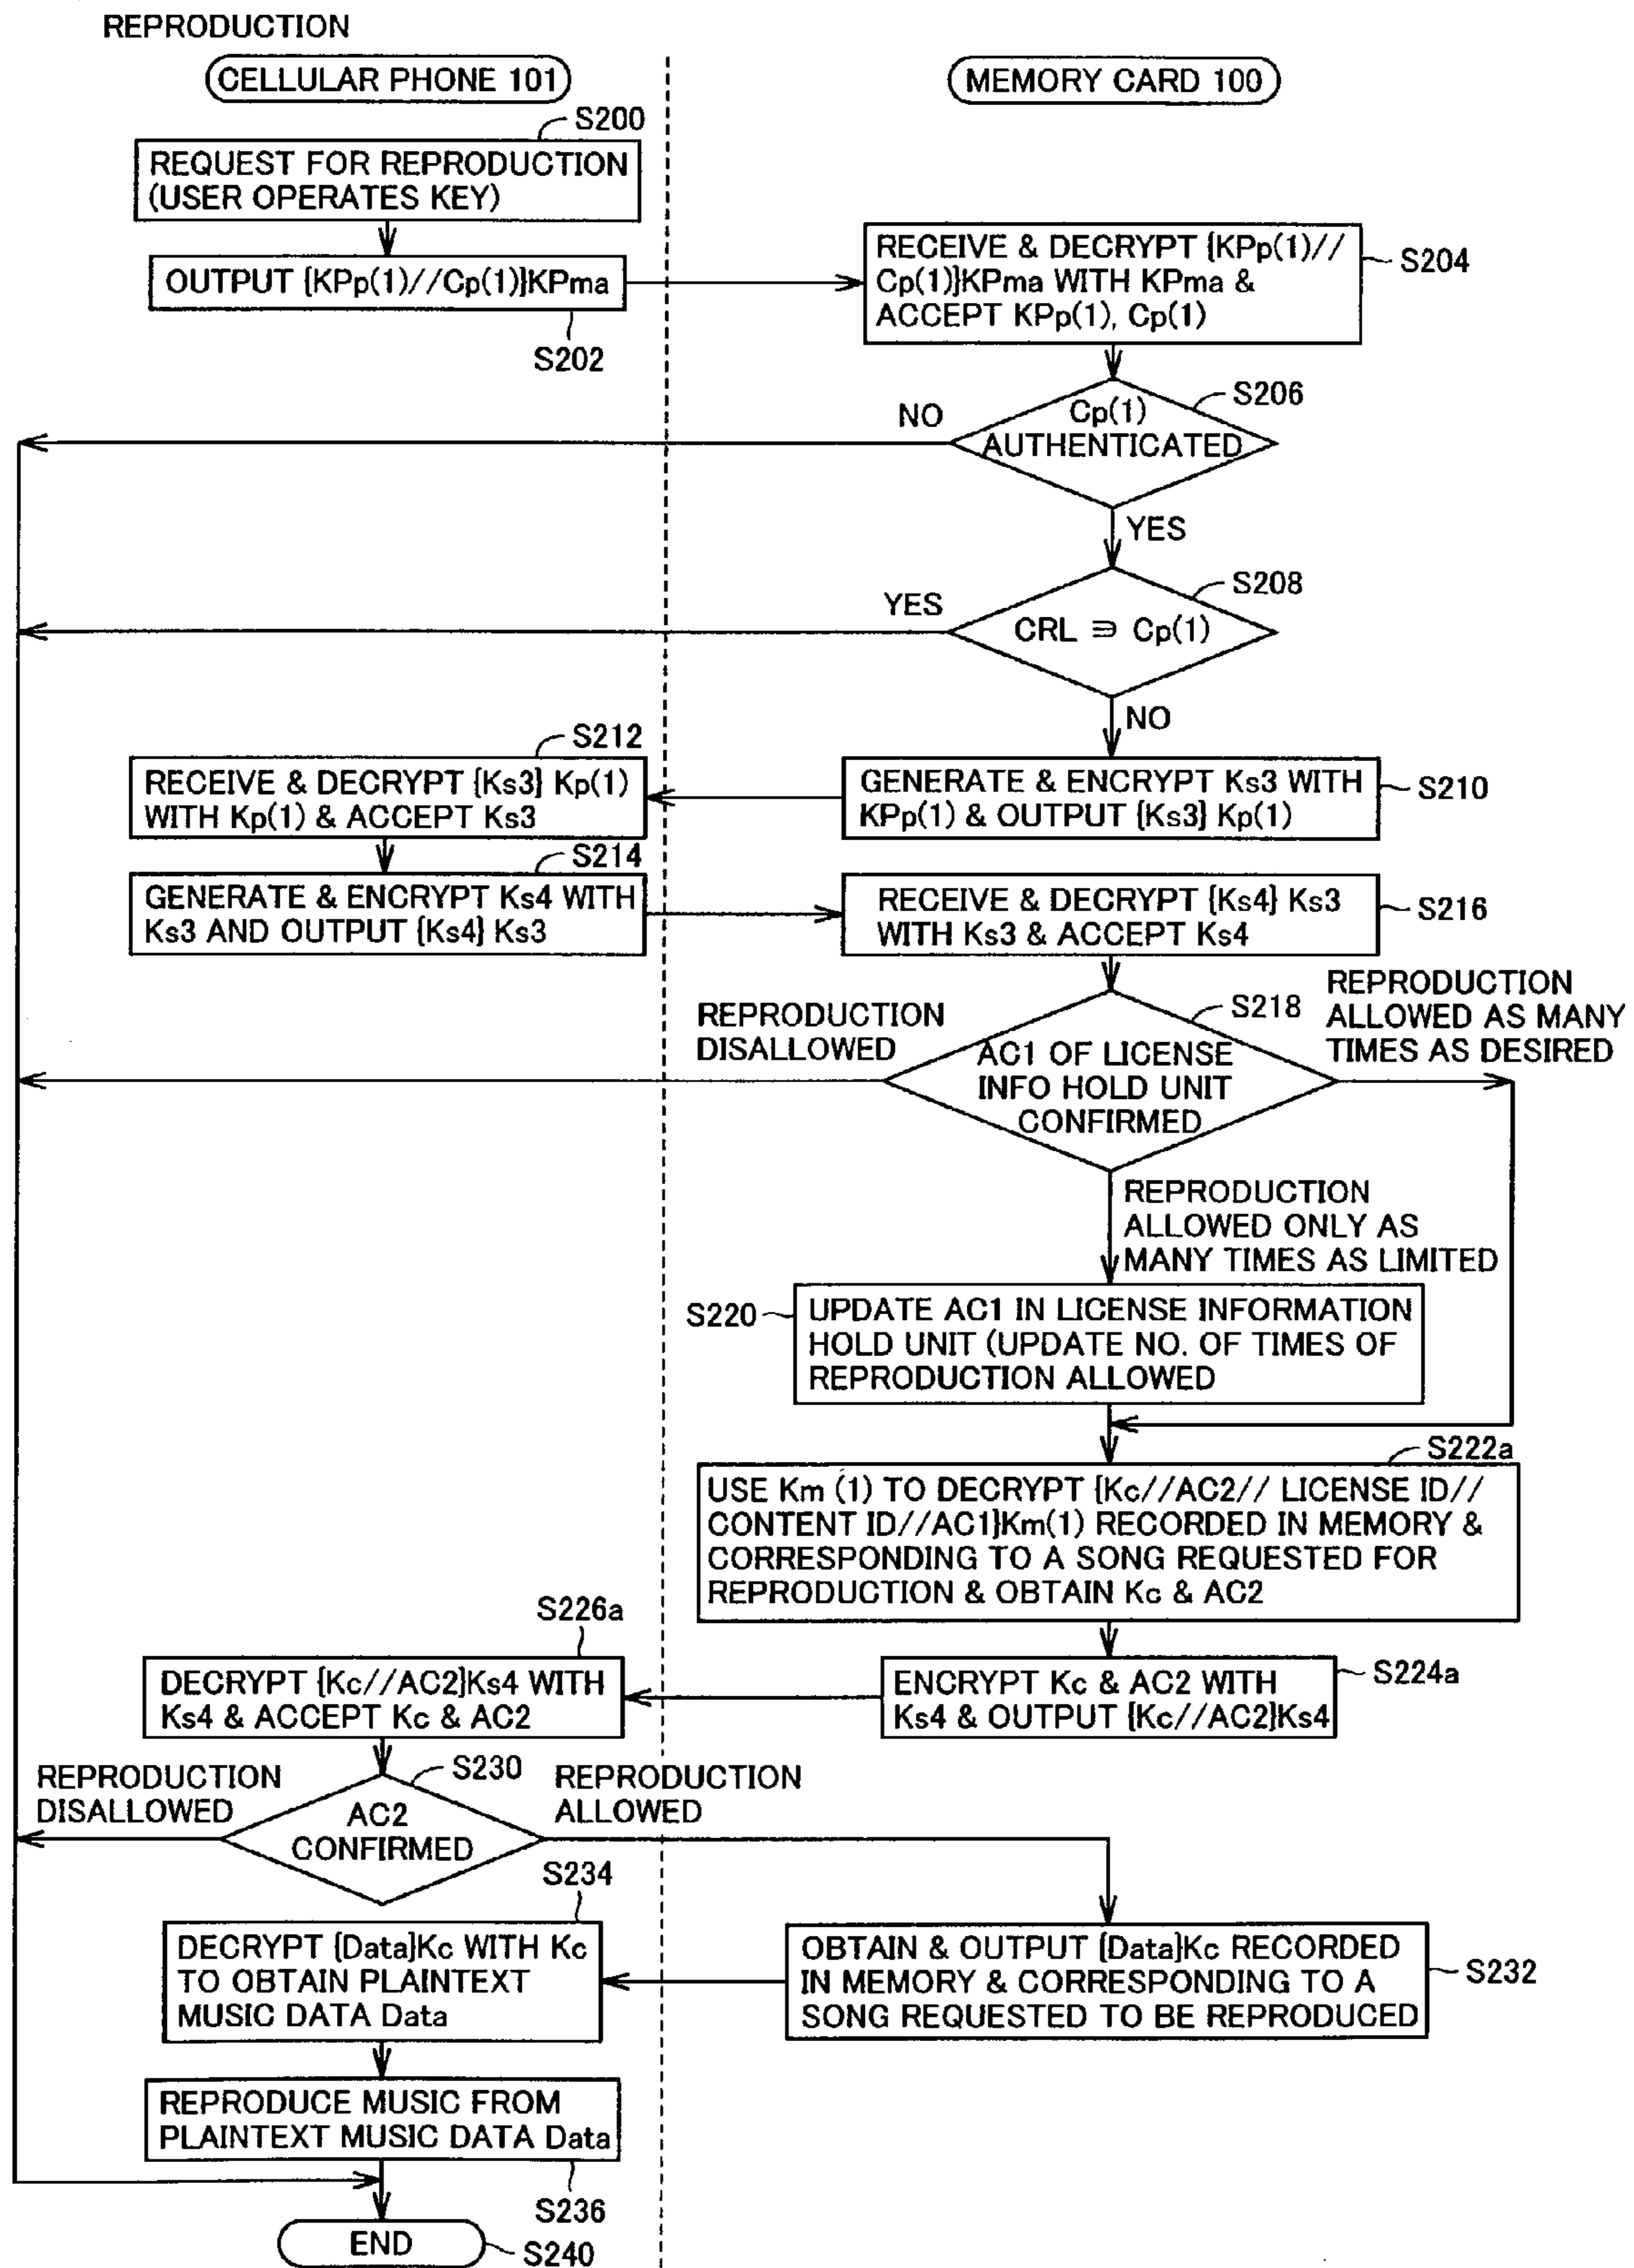 REPRODUCTION
CELLULAR PHONE 101
MEMORY CARD 100
S200
REQUEST FOR REPRODUCTION
(USER OPERATES KEY)
OUTPUT {KPp(1)//Cp(1)}KPma
S202
RECEIVE & DECRYPT {KPp(1)//
Cp(1)}KPma WITH KPma &
ACCEPT KPp(1), Cp(1)
S204
S206
Cp(1)
AUTHENTICATED
NO
YES
S208
CRL ∋ Cp(1)
YES
NO
GENERATE & ENCRYPT Ks3 WITH
KPp(1) & OUTPUT {Ks3} Kp(1)
S210
S212
RECEIVE & DECRYPT {Ks3} Kp(1)
WITH Kp(1) & ACCEPT Ks3
S214
GENERATE & ENCRYPT Ks4 WITH
Ks3 AND OUTPUT {Ks4} Ks3
RECEIVE & DECRYPT {Ks4} Ks3
WITH Ks3 & ACCEPT Ks4
S216
S218
AC1 OF LICENSE
INFO HOLD UNIT
CONFIRMED
REPRODUCTION
DISALLOWED
REPRODUCTION
ALLOWED AS MANY
TIMES AS DESIRED
REPRODUCTION
ALLOWED ONLY AS
MANY TIMES AS LIMITED
S220
UPDATE AC1 IN LICENSE INFORMATION
HOLD UNIT (UPDATE NO. OF TIMES OF
REPRODUCTION ALLOWED
S222a
USE Km (1) TO DECRYPT {Kc//AC2// LICENSE ID//
CONTENT ID//AC1}Km(1) RECORDED IN MEMORY &
CORRESPONDING TO A SONG REQUESTED FOR
REPRODUCTION & OBTAIN Kc & AC2
ENCRYPT Kc & AC2 WITH
Ks4 & OUTPUT {Kc//AC2}Ks4
S224a
S226a
DECRYPT {Kc//AC2}Ks4 WITH
Ks4 & ACCEPT Kc & AC2
S230
AC2
CONFIRMED
REPRODUCTION
DISALLOWED
REPRODUCTION
ALLOWED
OBTAIN & OUTPUT {Data}Kc RECORDED
IN MEMORY & CORRESPONDING TO A
SONG REQUESTED TO BE REPRODUCED
S232
S234
DECRYPT {Data}Kc WITH Kc
TO OBTAIN PLAINTEXT
MUSIC DATA Data
REPRODUCE MUSIC FROM
PLAINTEXT MUSIC DATA Data
S236
END
S240